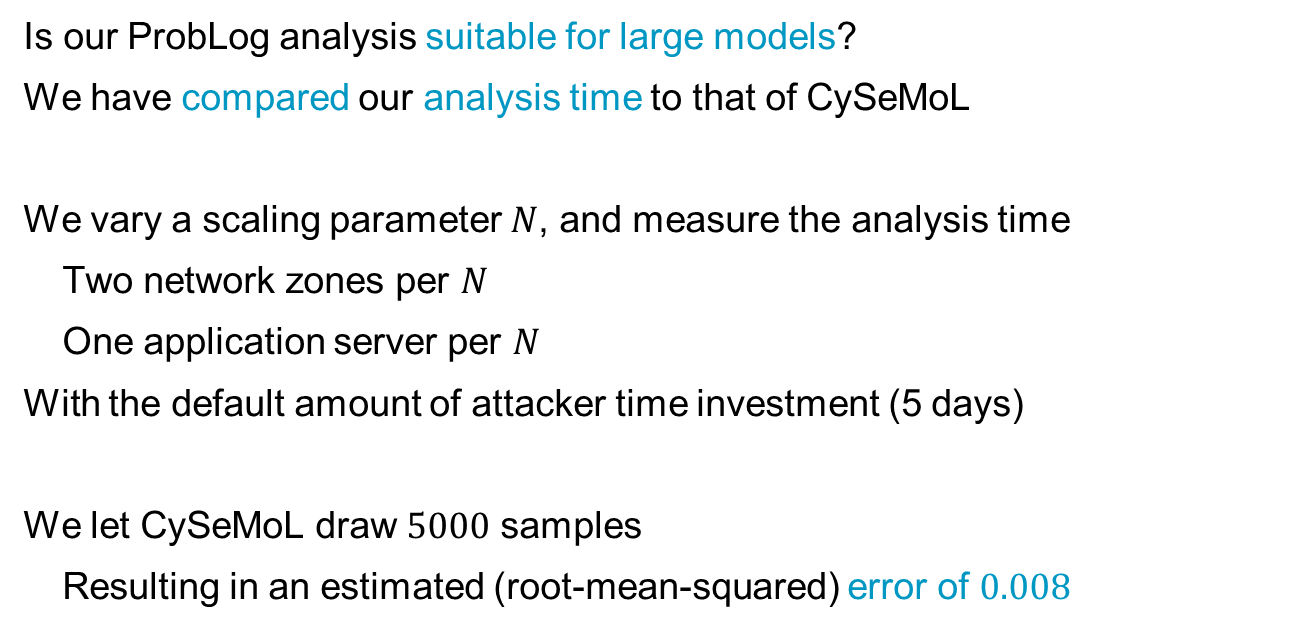 Is our ProbLog analysis suitable for large models?
We have compared our analysis time to that of CySeMoL
We vary a scaling parameter N, and measure the analysis time
Two network zones per N
One application server per N
With the default amount of attacker time investment (5 days)
We let CySeMoL draw 5000 samples
Resulting in an estimated (root-mean-squared) error of 0.008